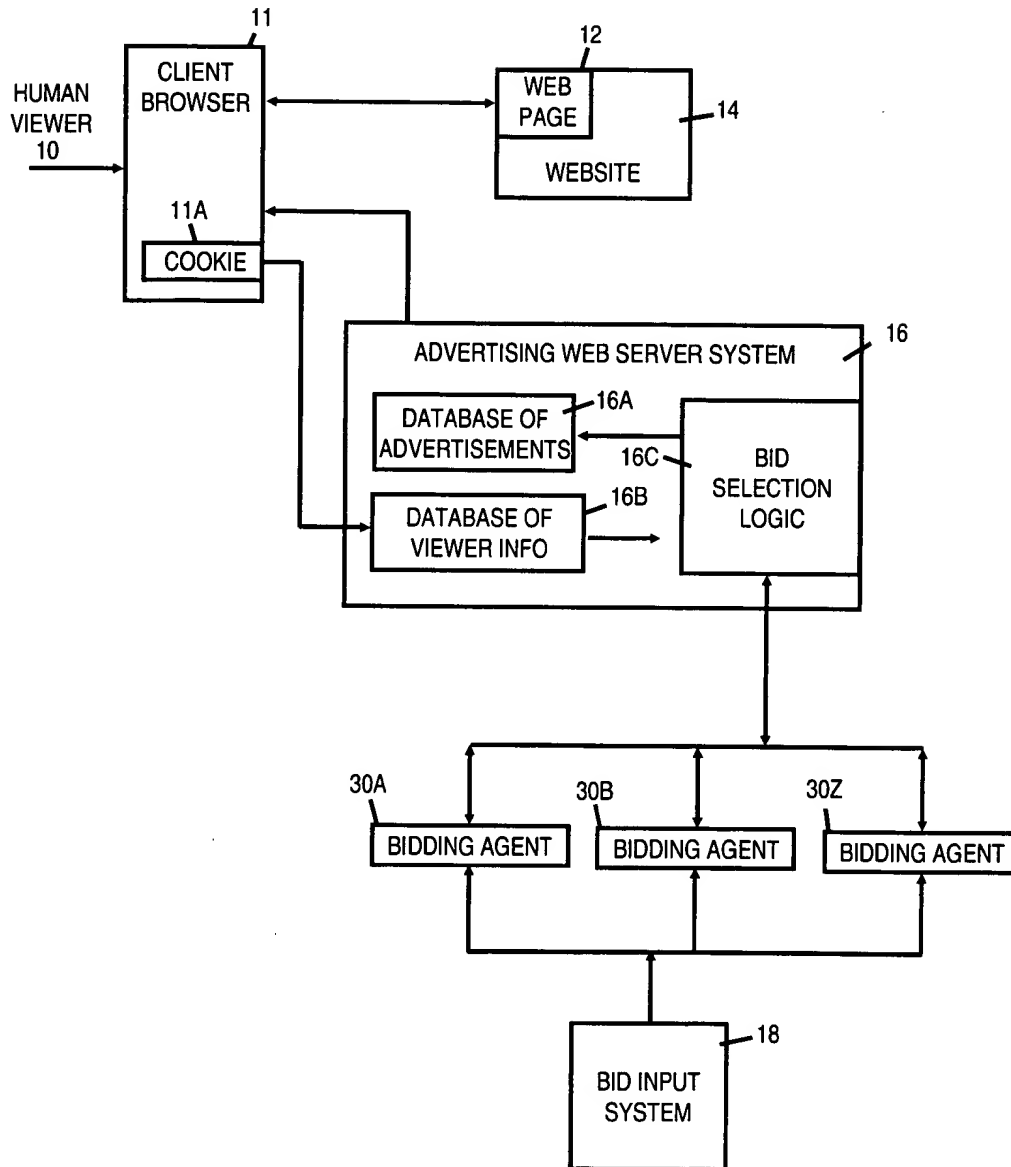 11
CLIENT
BROWSER
HUMAN
VIEWER
10
12
WEB
PAGE
14
WEBSITE
11A
COOKIE
16
ADVERTISING WEB SERVER SYSTEM
16A
DATABASE OF
ADVERTISEMENTS
16C
BID
SELECTION
LOGIC
16B
DATABASE OF
VIEWER INFO
30A
BIDDING AGENT
30B
BIDDING AGENT
30Z
BIDDING AGENT
18
BID INPUT
SYSTEM